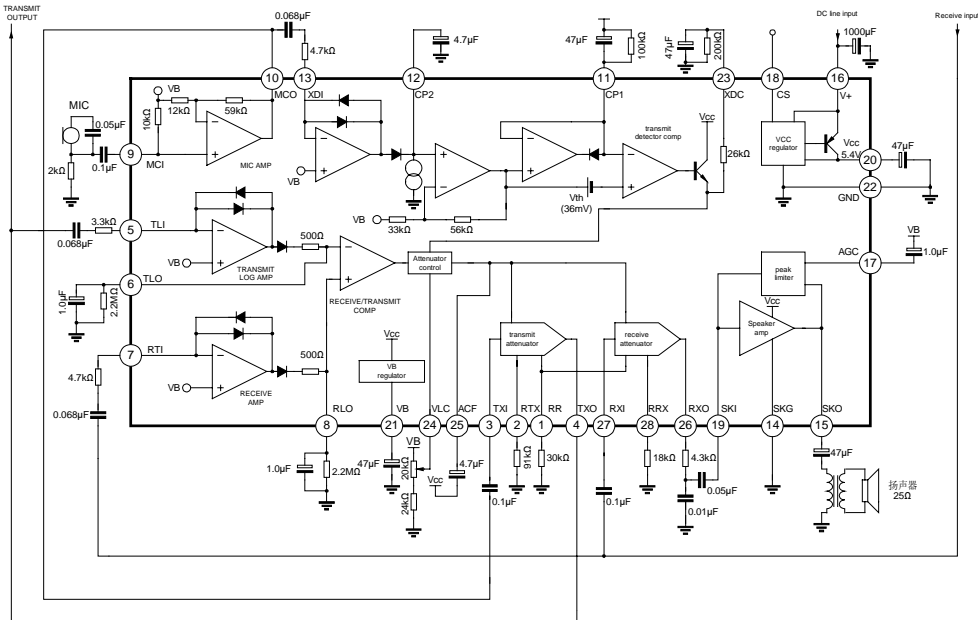 TRANSMIT
OUTPUT
DC line input
Receive input
0.068µF
4.7kΩ
4.7µF
47µF
100kΩ
47µF
200kΩ
1000µF
10
13
12
11
23
18
16
MCO
XDI
CP2
CP1
XDC
CS
V+
VB
12kΩ
59kΩ
10kΩ
MIC
0.05µF
0.1µF
2kΩ
9
MCI
MIC AMP
VB
transmit
detector comp
Vcc
26kΩ
VCC
regulator
Vcc
5.4V
20
47µF
22
GND
Vth
(36mV)
VB
33kΩ
56kΩ
3.3kΩ
0.068µF
5
TLI
VB
TRANSMIT
LOG AMP
500Ω
6
TLO
1.0µF
2.2MΩ
RECEIVE/TRANSMIT
COMP
Attenuator
control
AGC
17
VB
1.0µF
peak
limiter
Vcc
Speaker
amp
transmit
attenuator
receive
attenuator
7
RTI
4.7kΩ
0.068µF
VB
RECEIVE
AMP
500Ω
Vcc
VB
regulator
RLO
VB
VLC
ACF
TXI
RTX
RR
TXO
RXI
RRX
RXO
SKI
SKG
SKO
8
21
24
25
3
2
1
4
27
28
26
19
14
15
1.0µF
2.2MΩ
47µF
VB
20kΩ
24kΩ
Vcc
4.7µF
0.1µF
91kΩ
30kΩ
0.1µF
18kΩ
4.3kΩ
0.05µF
0.01µF
47µF
扬声器
25Ω